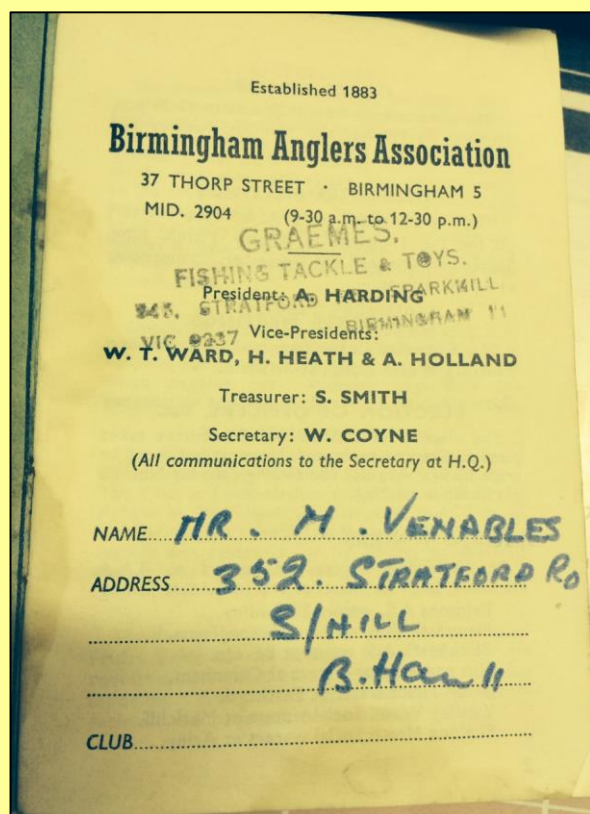 Established 1883
Birmingham Anglers Association
37 THORP STREET · BIRMINGHAM 5
MID. 2904 (9-30 a.m. to 12-30 p.m.)
GRAEMES.
FISHING TACKLE & TOYS.
President: A. HARDING
STRATFORD SPARKHILL
Vice-Presidents:
VIC BIRMINGHAM 11
W. T. WARD, H. HEATH & A. HOLLAND
Treasurer: S. SMITH
Secretary: W. COYNE
(All communications to the Secretary at H.Q.)
NAME MR. M. VENABLES
ADDRESS 352. STRATFORD RD
S/HILL
B.Ham 11
CLUB